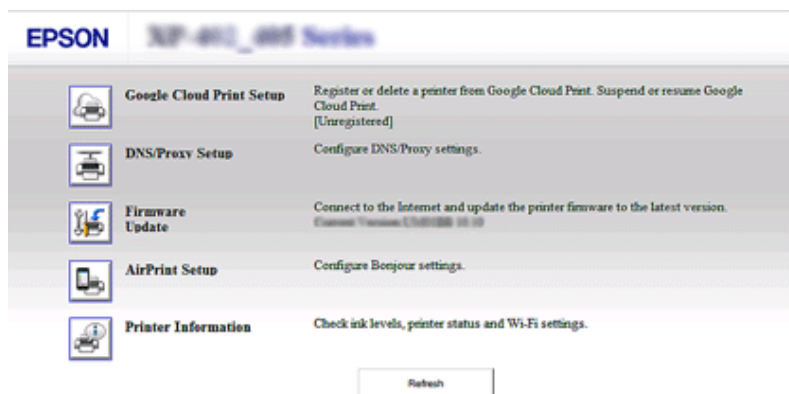 EPSON
Series
Google Cloud Print Setup
Register or delete a printer from Google Cloud Print. Suspend or resume Google
Cloud Print.
[Unregistered]
DNS/Proxy Setup
Configure DNS/Proxy settings.
Firmware
Update
Connect to the Internet and update the printer firmware to the latest version.
Current Version
AirPrint Setup
Configure Bonjour settings.
Printer Information
Check ink levels, printer status and Wi-Fi settings.
Refresh